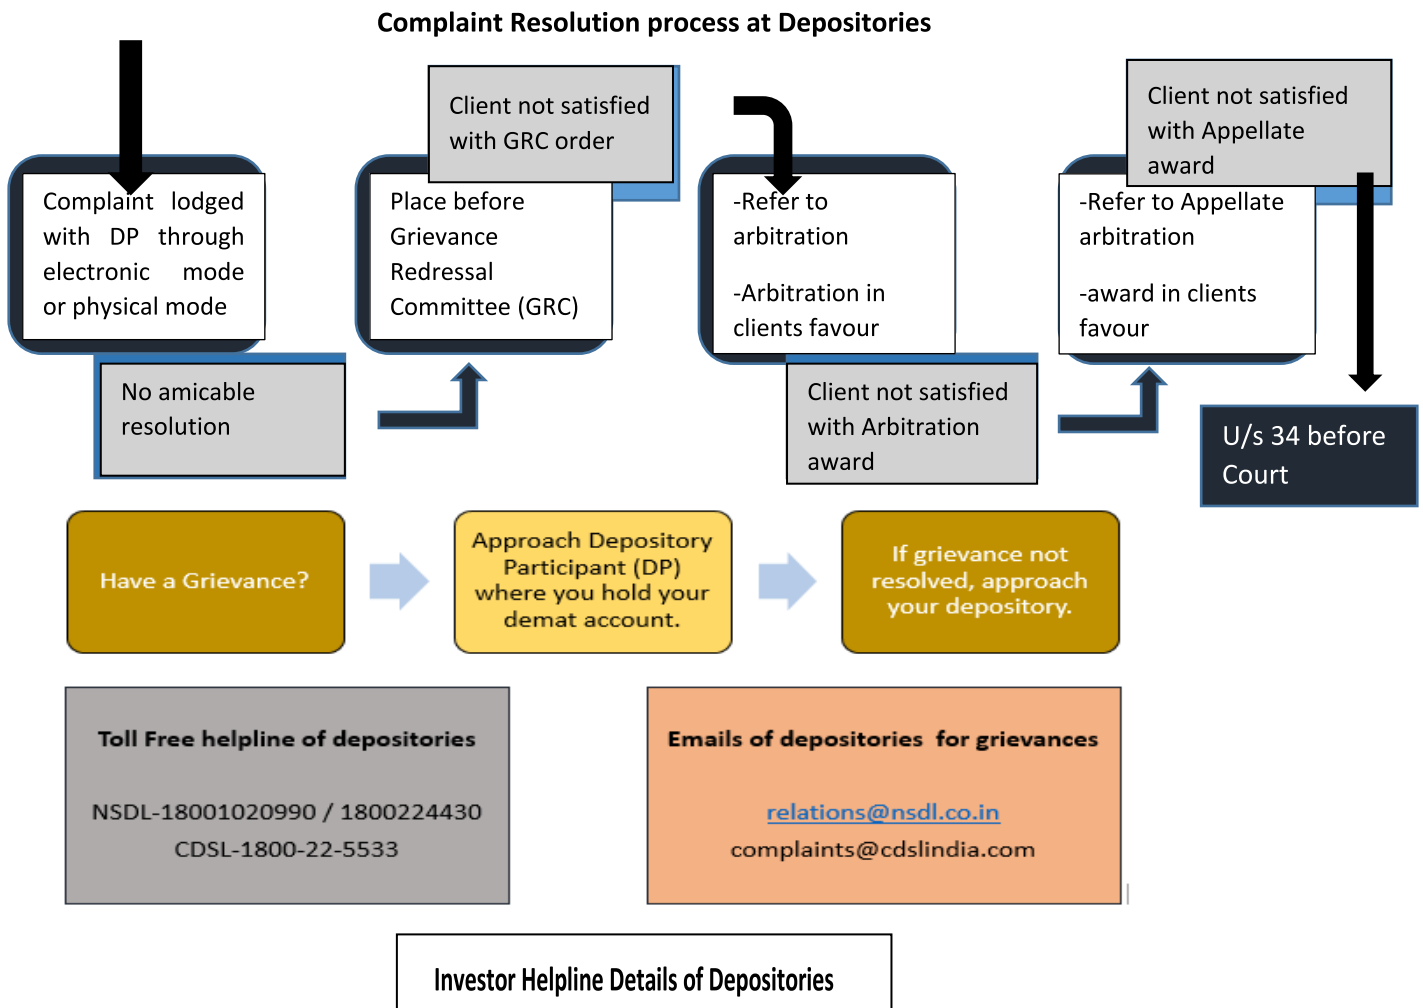 Complaint Resolution process at Depositories
Complaint lodged
with DP through
electronic mode
or physical mode
No amicable
resolution
Client not satisfied
with GRC order
Place before
Grievance
Redressal
Committee (GRC)
-Refer to
arbitration
-Arbitration in
clients favour
Client not satisfied
with Arbitration
award
Client not satisfied
with Appellate
award
-Refer to Appellate
arbitration
-award in clients
favour
U/s 34 before
Court
Have a Grievance?
Approach Depository
Participant (DP)
where you hold your
demat account.
If grievance not
resolved, approach
your depository.
Toll Free helpline of depositories
NSDL-18001020990 / 1800224430
CDSL-1800-22-5533
Emails of depositories for grievances
relations@nsdl.co.in
complaints@cdslindia.com
Investor Helpline Details of Depositories